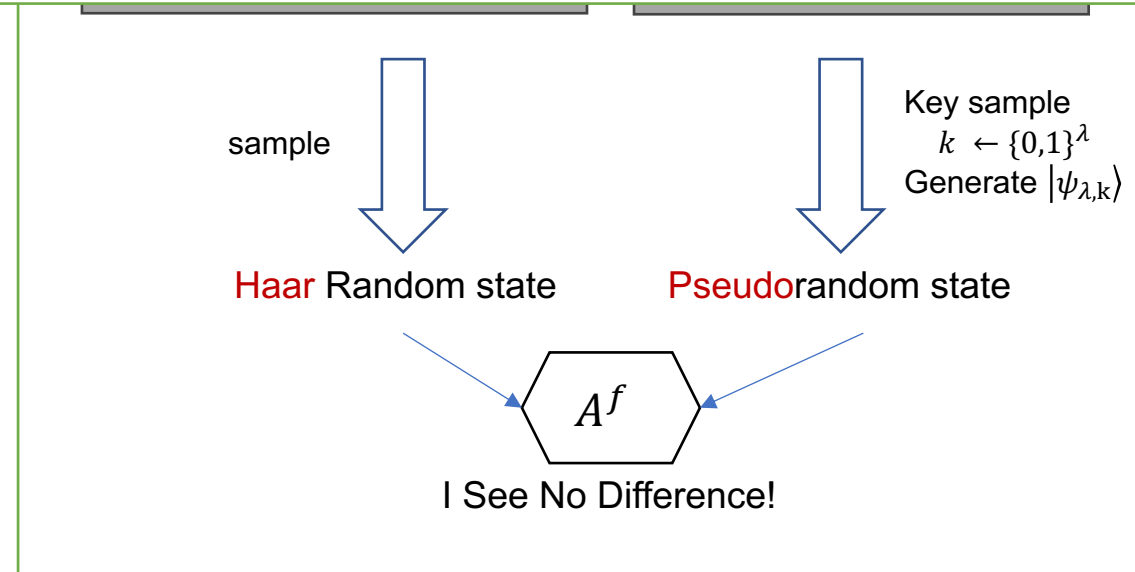 sample
Key sample
k ← {0,1}^λ
Generate |ψ_{λ,k}⟩
Haar Random state
Pseudorandom state
A^f
I See No Difference!